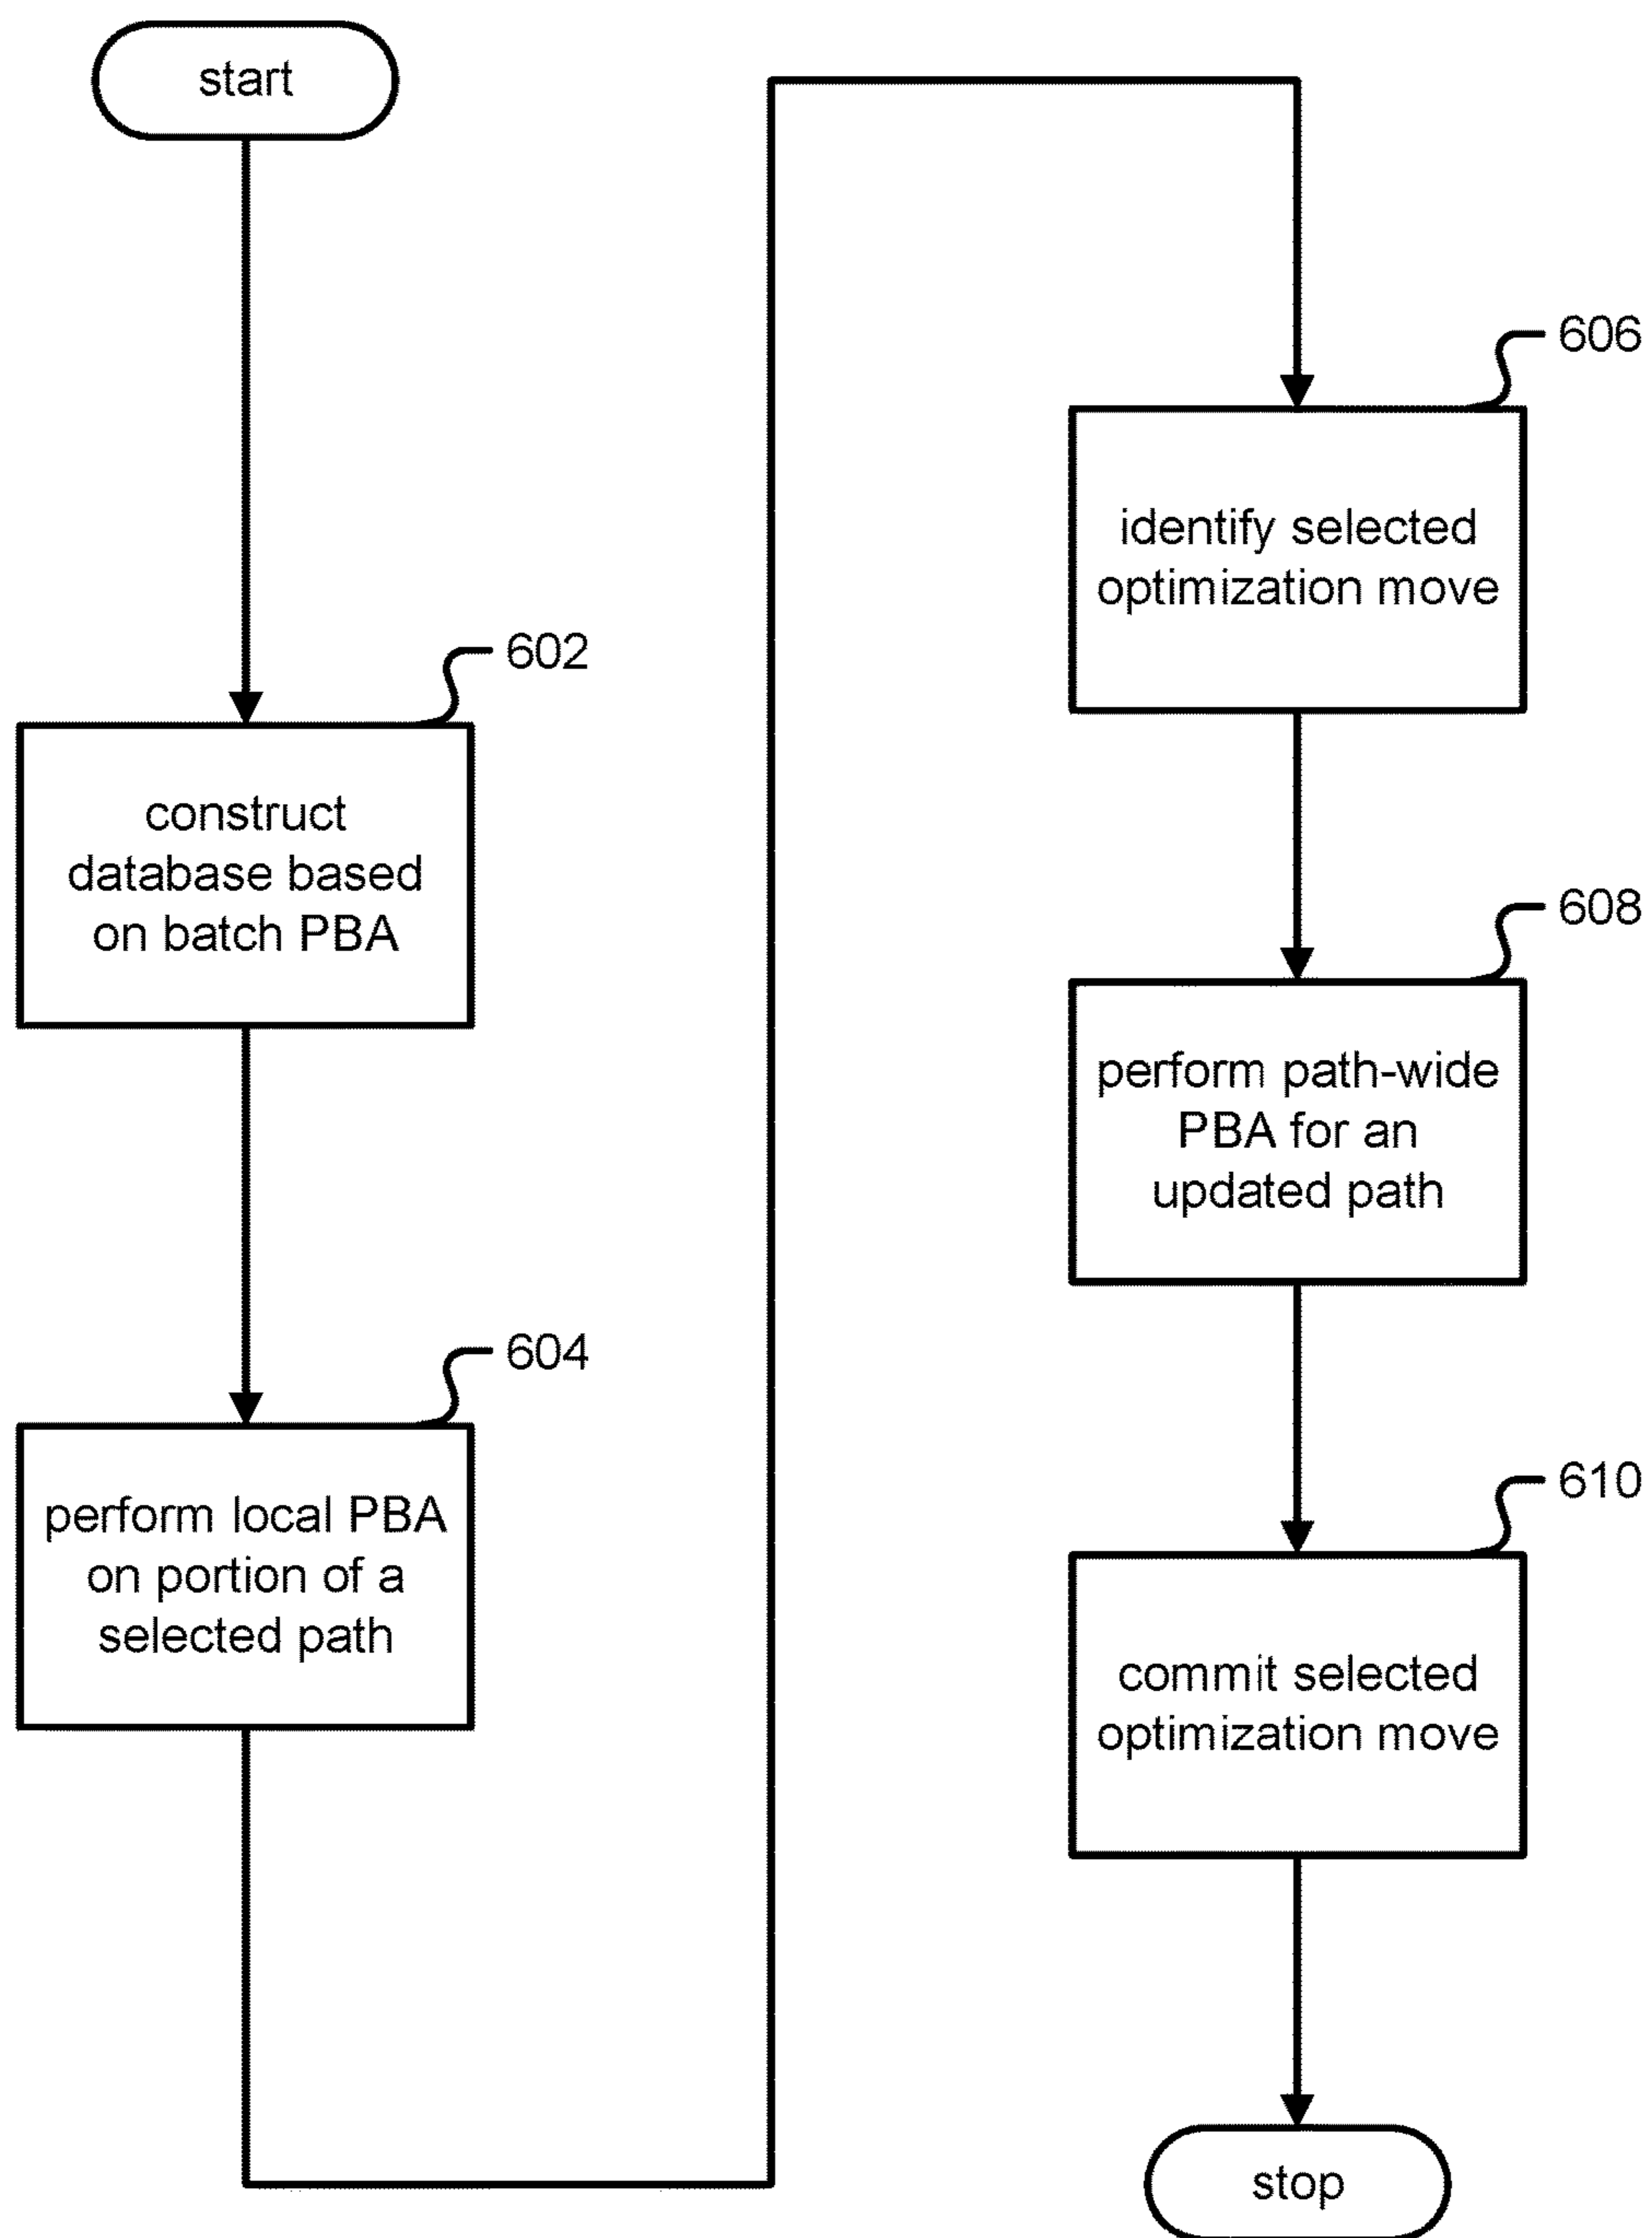 start
602
construct
database based
on batch PBA
604
perform local PBA
on portion of a
selected path
606
identify selected
optimization move
608
perform path-wide
PBA for an
updated path
610
commit selected
optimization move
stop